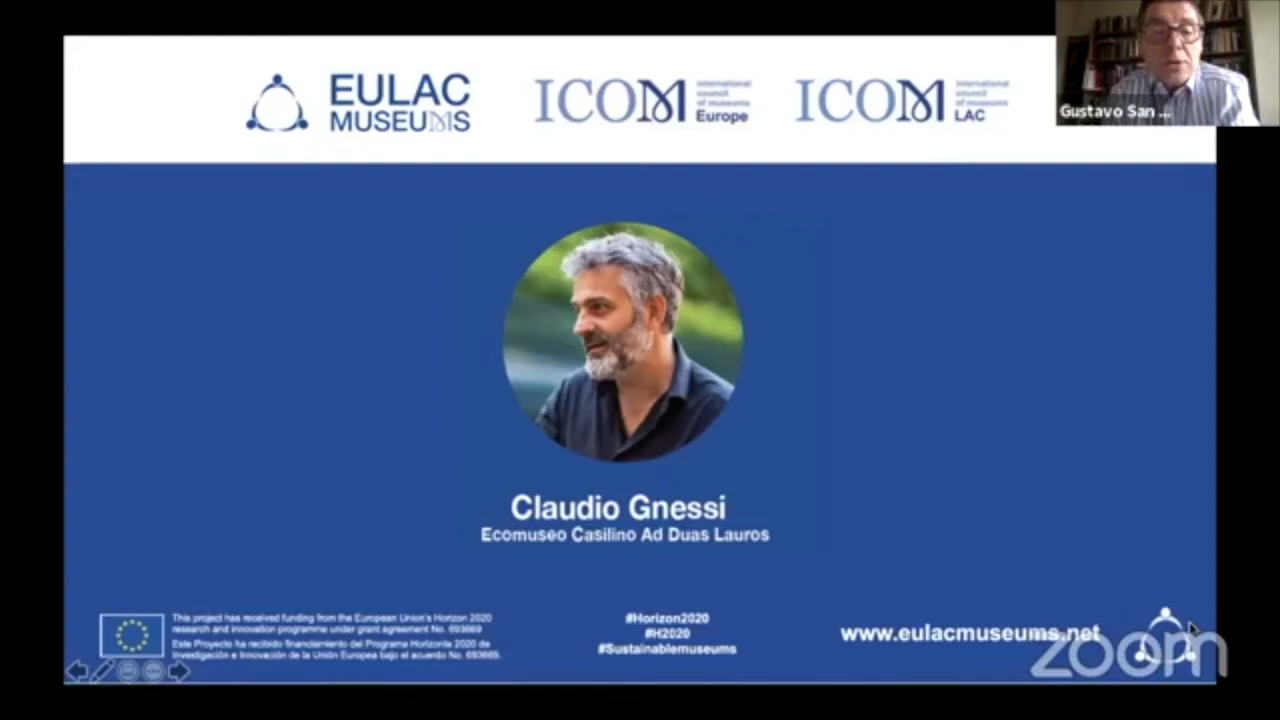 EULAC
MUSEUMS
ICOM
international
council
of museums
Europe
ICOM
international
council
of museums
LAC
Gustavo San ...
Claudio Gnessi
Ecomuseo Casilino Ad Duas Lauros
This project has received funding from the European Union's Horizon 2020
research and innovation programme under grant agreement No. 693669
Este Proyecto ha recibido financiamiento del Programa Horizonte 2020 de
Investigación e Innovación de la Unión Europea bajo el acuerdo No. 693669.
#Horizon2020
#H2020
#Sustainablemuseums
www.eulacmuseums.net
zoom